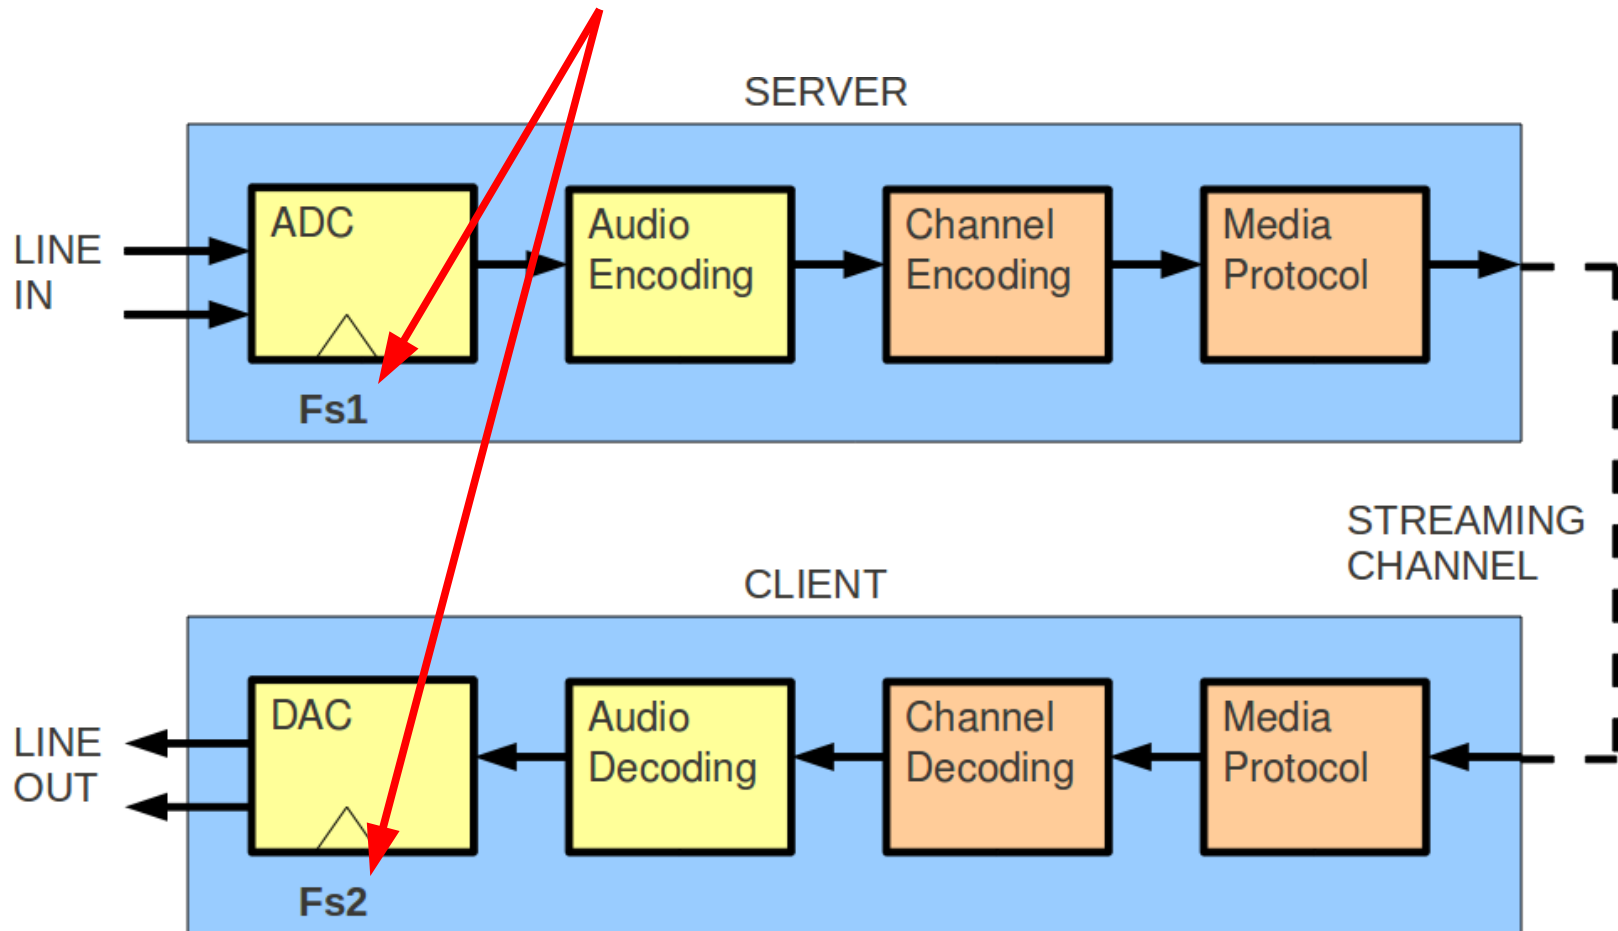 SERVER
LINE
IN
ADC
Audio
Encoding
Channel
Encoding
Media
Protocol
Fs1
STREAMING
CHANNEL
CLIENT
LINE
OUT
DAC
Audio
Decoding
Channel
Decoding
Media
Protocol
Fs2